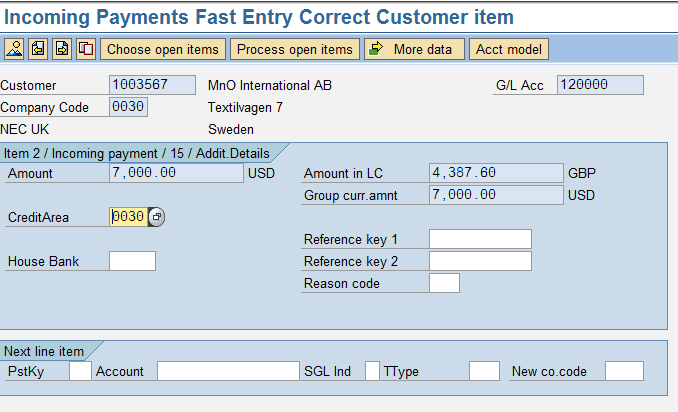 Incoming Payments Fast Entry Correct Customer item
Choose open items Process open items More data Acct model
Customer 1003567 MnO International AB G/L Acc 120000
Company Code 0030 Textilvagen 7
NEC UK Sweden
Item 2 / Incoming payment / 15 / Addit.Details
Amount 7,000.00 USD Amount in LC 4,387.60 GBP
Group curr.amnt 7,000.00 USD
CreditArea 0030
Reference key 1
House Bank Reference key 2
Reason code
Next line item
PstKy Account SGL Ind TType New co.code